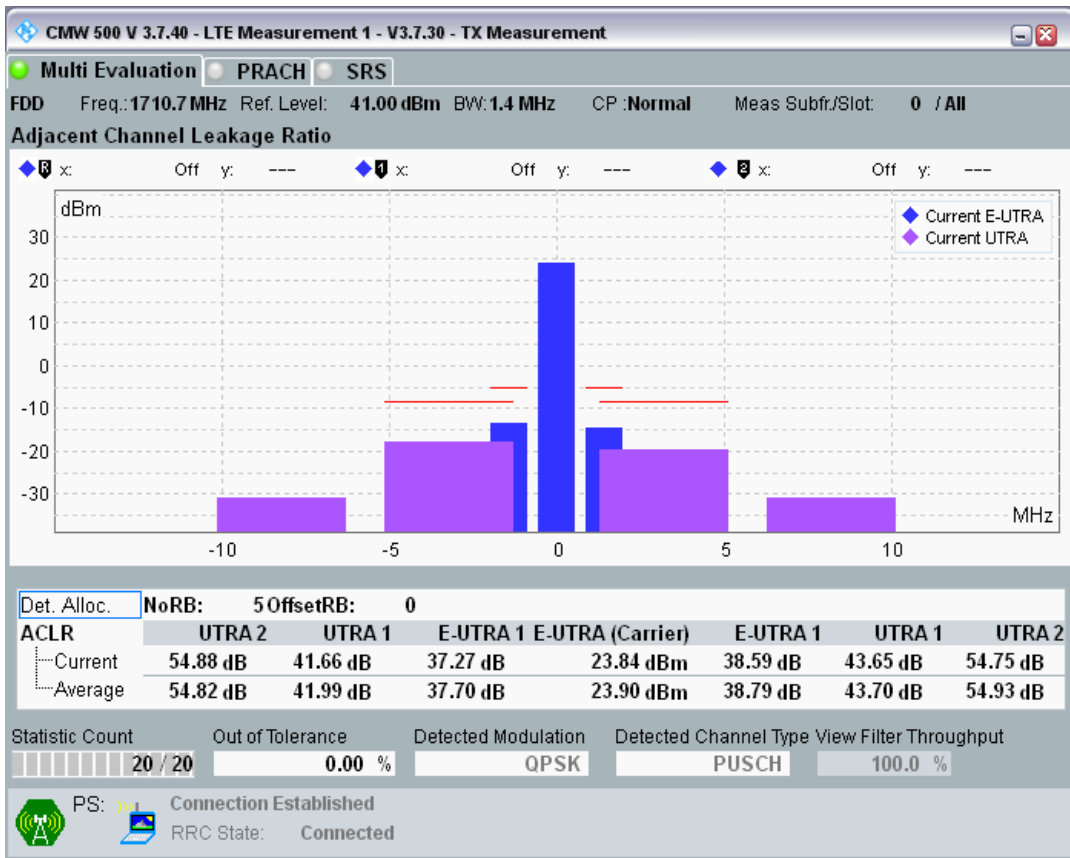 CMW 500 V 3.7.40 - LTE Measurement 1 - V3.7.30 - TX Measurement
Multi Evaluation PRACH SRS
FDD Freq.:1710.7 MHz Ref. Level: 41.00 dBm BW:1.4 MHz CP :Normal Meas Subfr./Slot: 0 / All
Adjacent Channel Leakage Ratio
R x: Off y: --- 1 x: Off y: --- 2 x: Off y: ---
dBm
Current E-UTRA
Current UTRA
30
20
10
0
-10
-20
-30
MHz
-10 -5 0 5 10
Det. Alloc. NoRB: 5 OffsetRB: 0
ACLR UTRA 2 UTRA 1 E-UTRA 1 E-UTRA (Carrier) E-UTRA 1 UTRA 1 UTRA 2
Current 54.88 dB 41.66 dB 37.27 dB 23.84 dBm 38.59 dB 43.65 dB 54.75 dB
Average 54.82 dB 41.99 dB 37.70 dB 23.90 dBm 38.79 dB 43.70 dB 54.93 dB
Statistic Count Out of Tolerance Detected Modulation Detected Channel Type View Filter Throughput
20 / 20 0.00 % QPSK PUSCH 100.0 %
PS: Connection Established
RRC State: Connected